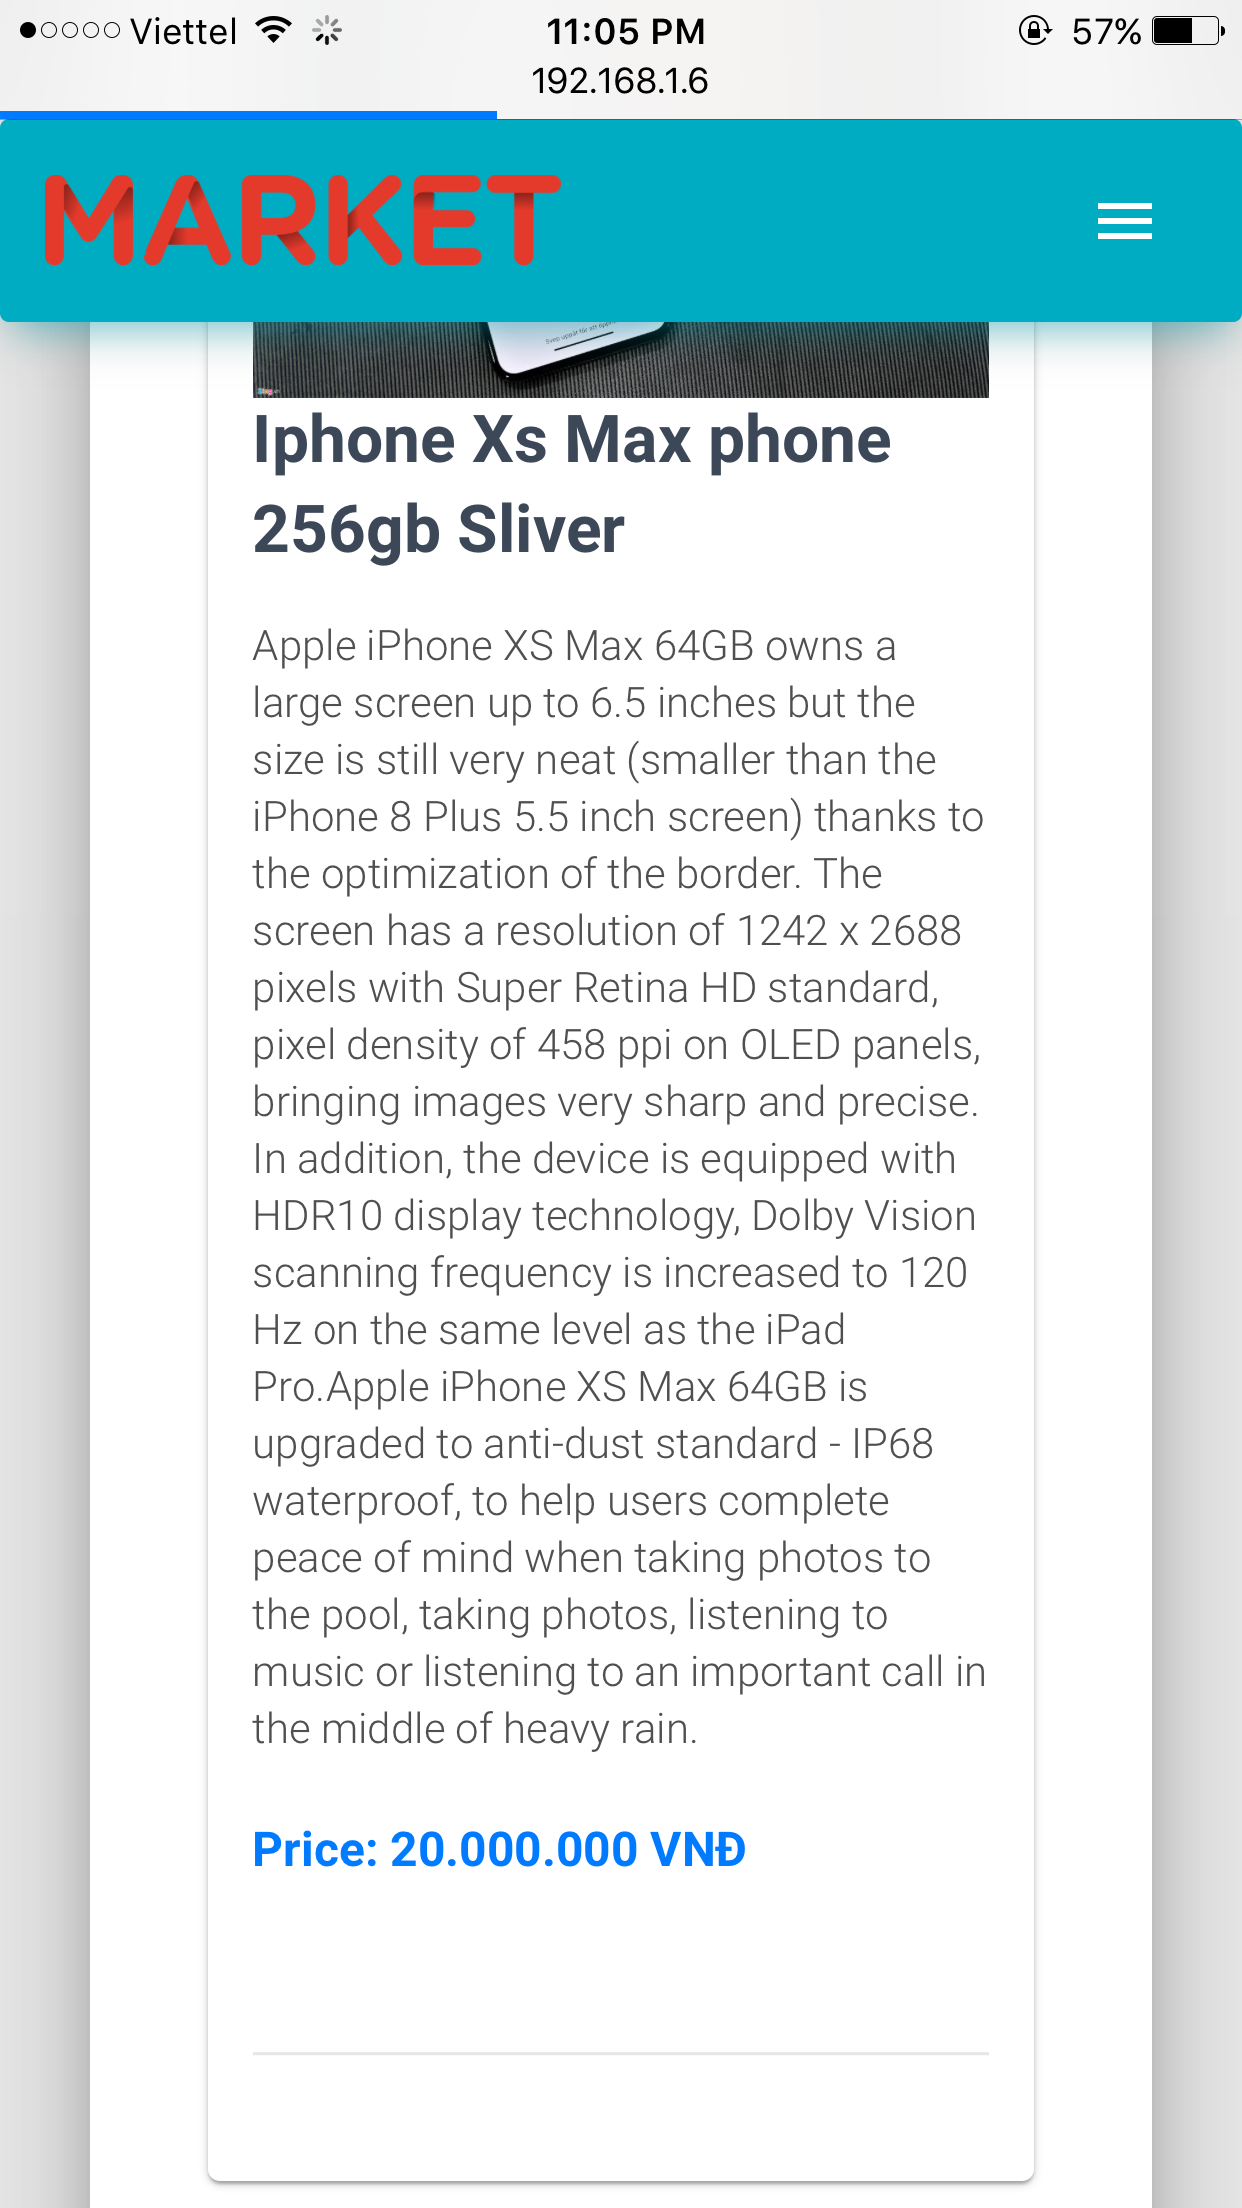 Viettel 11:05 PM 57%
192.168.1.6
MARKET
Iphone Xs Max phone
256gb Sliver
Apple iPhone XS Max 64GB owns a
large screen up to 6.5 inches but the
size is still very neat (smaller than the
iPhone 8 Plus 5.5 inch screen) thanks to
the optimization of the border. The
screen has a resolution of 1242 x 2688
pixels with Super Retina HD standard,
pixel density of 458 ppi on OLED panels,
bringing images very sharp and precise.
In addition, the device is equipped with
HDR10 display technology, Dolby Vision
scanning frequency is increased to 120
Hz on the same level as the iPad
Pro.Apple iPhone XS Max 64GB is
upgraded to anti-dust standard - IP68
waterproof, to help users complete
peace of mind when taking photos to
the pool, taking photos, listening to
music or listening to an important call in
the middle of heavy rain.
Price: 20.000.000 VNĐ